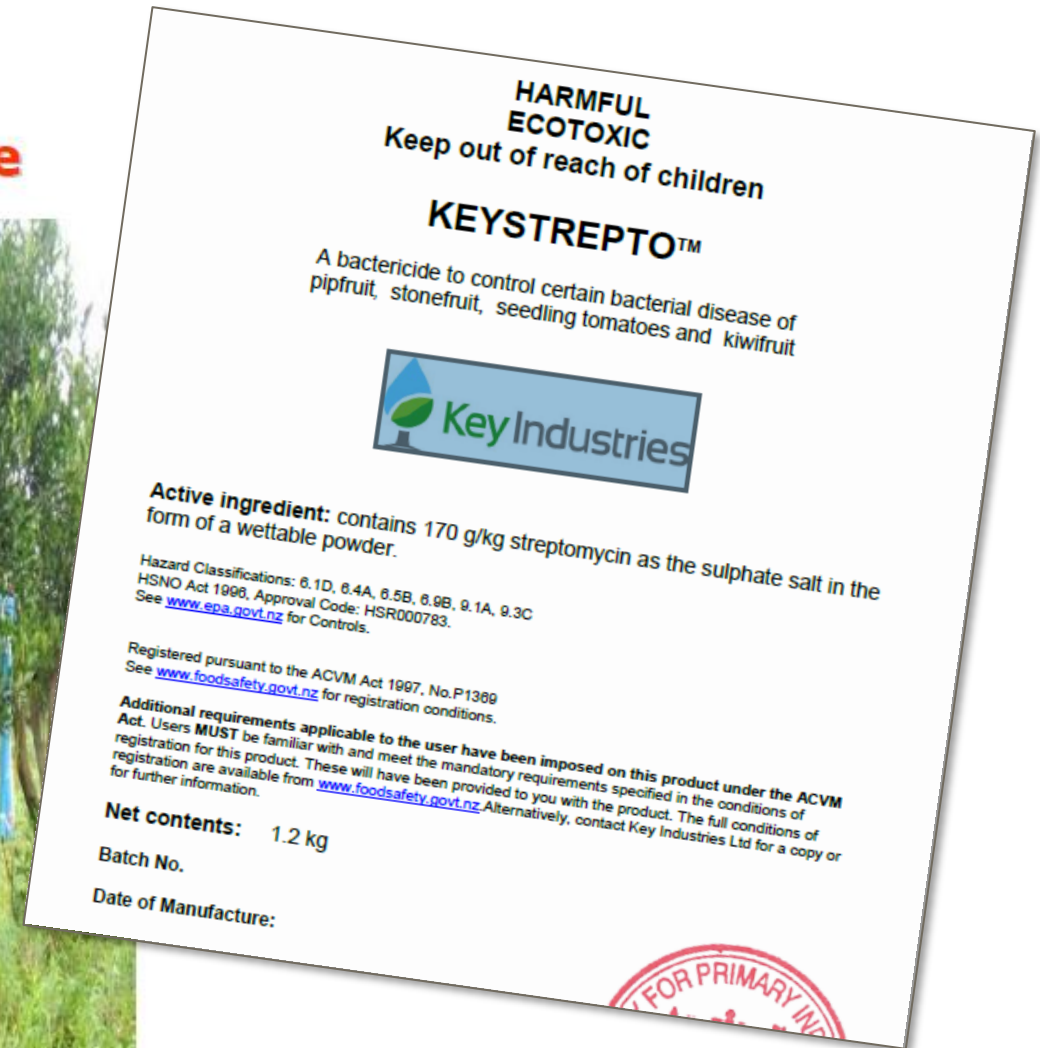 e
HARMFUL
ECOTOXIC
Keep out of reach of children
KEYSTREPTO™
A bactericide to control certain bacterial disease of
pipfruit, stonefruit, seedling tomatoes and kiwifruit
KeyIndustries
Active ingredient: contains 170 g/kg streptomycin as the sulphate salt in the
form of a wettable powder.
Hazard Classifications: 6.1D, 6.4A, 6.5B, 6.9B, 9.1A, 9.3C
HSNO Act 1996, Approval Code: HSR000783.
See www.epa.govt.nz for Controls.
Registered pursuant to the ACVM Act 1997, No.P1369
See www.foodsafety.govt.nz for registration conditions.
Additional requirements applicable to the user have been imposed on this product under the ACVM
Act. Users MUST be familiar with and meet the mandatory requirements specified in the conditions of
registration for this product. These will have been provided to you with the product. The full conditions of
registration are available from www.foodsafety.govt.nz.Alternatively, contact Key Industries Ltd for a copy or
for further information.
Net contents: 1.2 kg
Batch No.
Date of Manufacture:
FOR PRIMARY IND